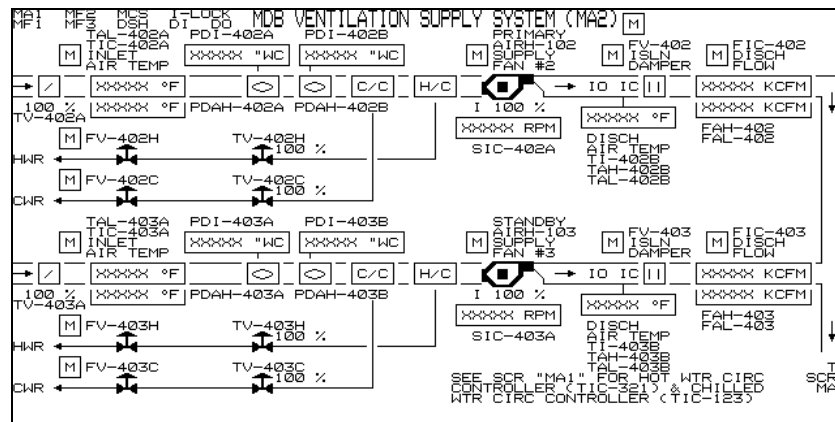 MA1 MF2 MCS I-LOCK MDB VENTILATION SUPPLY SYSTEM (MA2) M
MF1 MF3 DSH DI DO
TAL-402A PDI-402A PDI-402B PRIMARY
M TIC-402A XXXXX "WC XXXXX "WC M AIRH-102 M FV-402 M FIC-402
INLET SUPPLY ISLN DISCH
AIR TEMP FAN #2 DAMPER FLOW
XXXXX °F C/C H/C IO IC XXXXX KCFM
100 % XXXXX °F PDAH-402A PDAH-402B I 100 % XXXXX °F XXXXX KCFM
TV-402A
M FV-402H TV-402H XXXXX RPM DISCH FAH-402
100 % SIC-402A AIR TEMP FAL-402
HWR TI-402B
M FV-402C TV-402C TAH-402B
100 % TAL-402B
CWR
TAL-403A PDI-403A PDI-403B STANDBY
M TIC-403A XXXXX "WC XXXXX "WC M AIRH-103 M FV-403 M FIC-403
INLET SUPPLY ISLN DISCH
AIR TEMP FAN #3 DAMPER FLOW
XXXXX °F C/C H/C IO IC XXXXX KCFM
100 % XXXXX °F PDAH-403A PDAH-403B I 100 % XXXXX °F XXXXX KCFM
TV-403A
M FV-403H TV-403H XXXXX RPM DISCH FAH-403
100 % SIC-403A AIR TEMP FAL-403
HWR TI-403B
M FV-403C TV-403C TAH-403B
100 % TAL-403B T
CWR SEE SCR "MA1" FOR HOT WTR CIRC SCR
CONTROLLER (TIC-321) & CHILLED MA
WTR CIRC CONTROLLER (TIC-123)